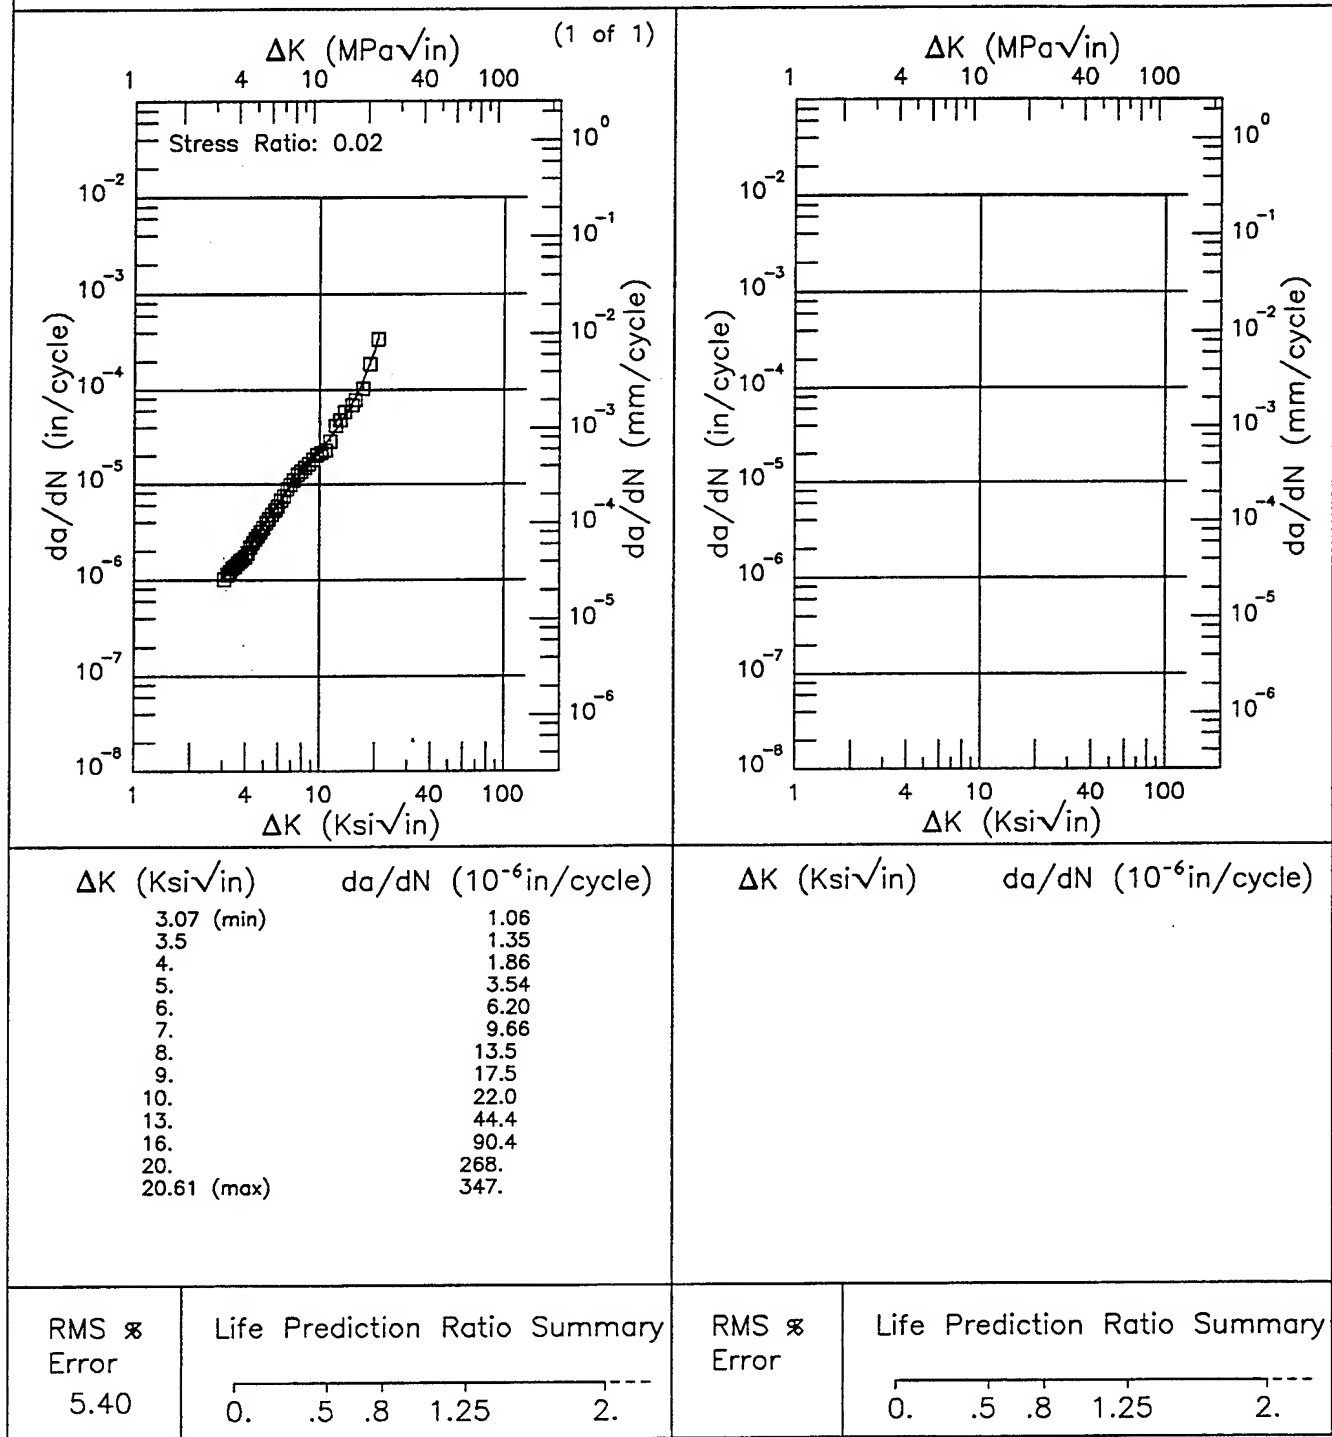 (1 of 1)
ΔK (MPa√in)
1 4 10 40 100
Stress Ratio: 0.02
da/dN (in/cycle)
10⁻²
10⁻³
10⁻⁴
10⁻⁵
10⁻⁶
10⁻⁷
10⁻⁸
10⁰
10⁻¹
10⁻²
10⁻³
10⁻⁴
10⁻⁵
10⁻⁶
da/dN (mm/cycle)
1 4 10 40 100
ΔK (Ksi√in)
ΔK (MPa√in)
1 4 10 40 100
da/dN (in/cycle)
10⁻²
10⁻³
10⁻⁴
10⁻⁵
10⁻⁶
10⁻⁷
10⁻⁸
10⁰
10⁻¹
10⁻²
10⁻³
10⁻⁴
10⁻⁵
10⁻⁶
da/dN (mm/cycle)
1 4 10 40 100
ΔK (Ksi√in)
ΔK (Ksi√in) da/dN (10⁻⁶in/cycle)
3.07 (min) 1.06
3.5 1.35
4. 1.86
5. 3.54
6. 6.20
7. 9.66
8. 13.5
9. 17.5
10. 22.0
13. 44.4
16. 90.4
20. 268.
20.61 (max) 347.
ΔK (Ksi√in) da/dN (10⁻⁶in/cycle)
RMS %
Error
5.40
Life Prediction Ratio Summary
0. .5 .8 1.25 2.
RMS %
Error
Life Prediction Ratio Summary
0. .5 .8 1.25 2.